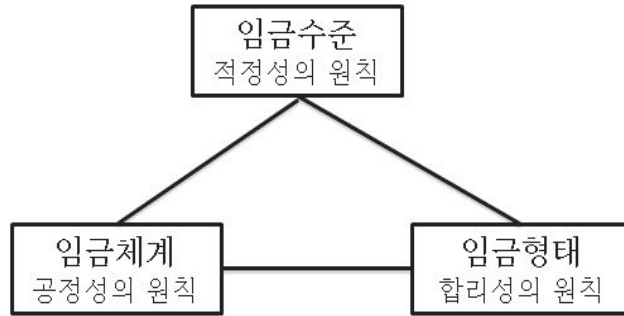 임금수준
적정성의 원칙
임금체계
공정성의 원칙
임금형태
합리성의 원칙